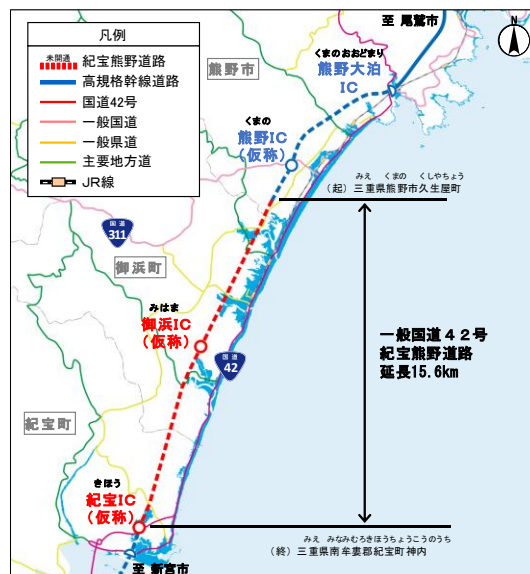 凡例
未開通
紀宝熊野道路
高規格幹線道路
国道42号
一般国道
一般県道
主要地方道
JR線
至 尾鷲市
N
熊野市
くまのおおどまり
熊野大泊
IC
くまの
熊野IC
(仮称)
みえ くまの くしやちょう
(起)三重県熊野市久生屋町
国道
311
御浜町
みはま
御浜IC
(仮称)
国道
42
一般国道42号
紀宝熊野道路
延長15.6km
紀宝町
きほう
紀宝IC
(仮称)
みえ みなみむろぐんきほうちょうこうのうち
(終)三重県南牟婁郡紀宝町神内
至 新宮市